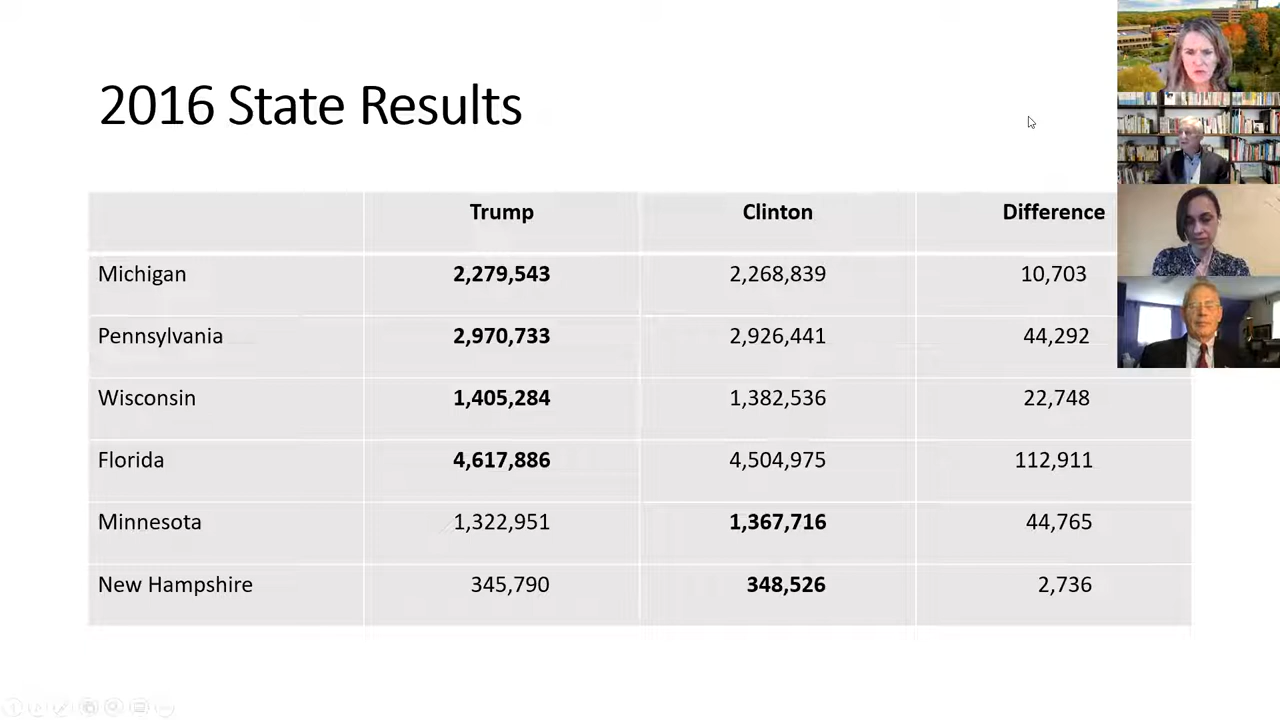 2016 State Results
Trump Clinton Difference
Michigan 2,279,543 2,268,839 10,703
Pennsylvania 2,970,733 2,926,441 44,292
Wisconsin 1,405,284 1,382,536 22,748
Florida 4,617,886 4,504,975 112,911
Minnesota 1,322,951 1,367,716 44,765
New Hampshire 345,790 348,526 2,736